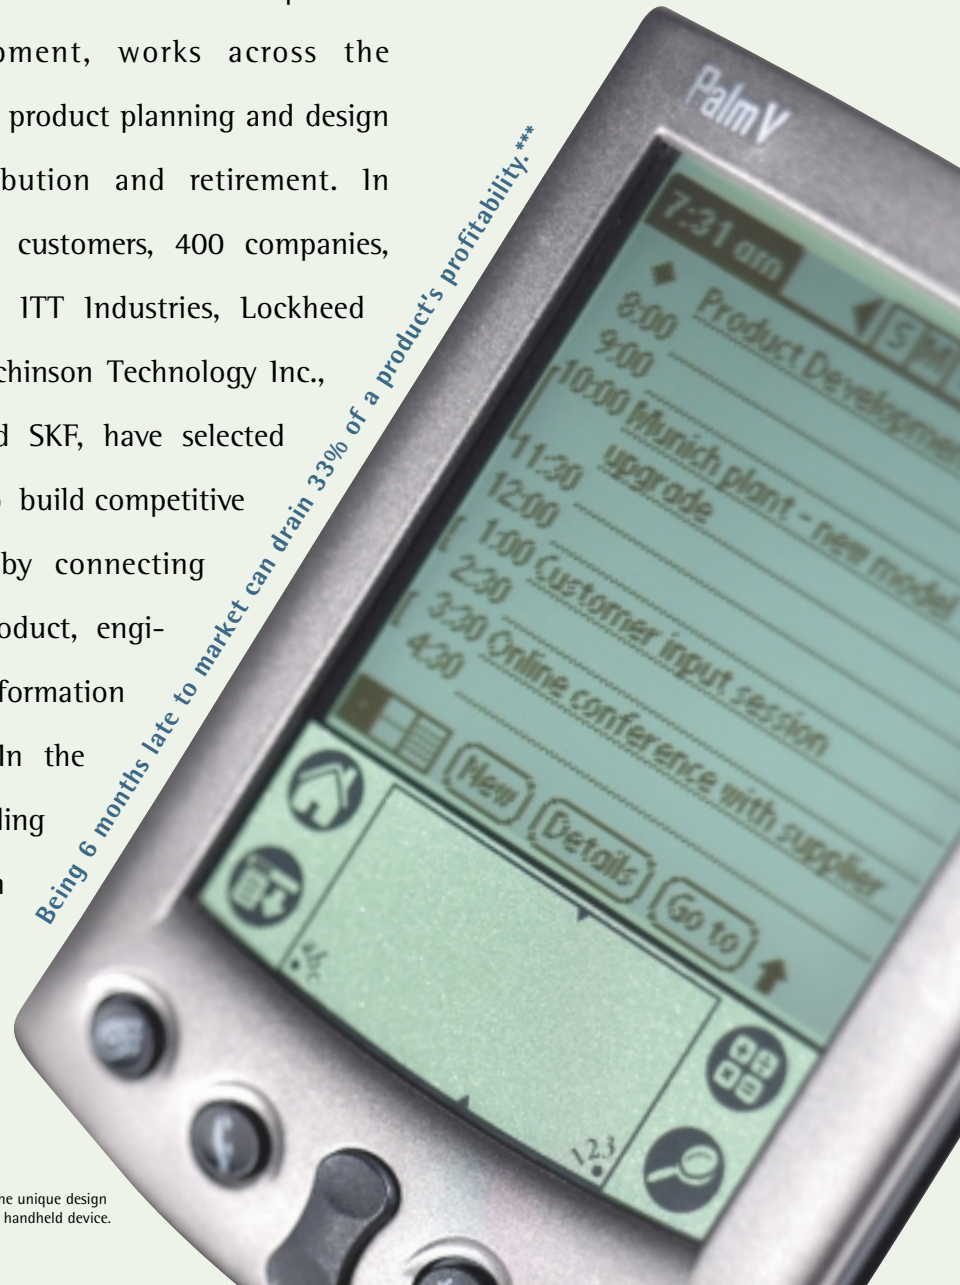 pment, works across the
product planning and design
bution and retirement. In
customers, 400 companies,
ITT Industries, Lockheed
chinson Technology Inc.,
d SKF, have selected
build competitive
by connecting
oduct, engi-
formation
In the
ling
n
Being 6 months late to market can drain 33% of a product's profitability.***
PalmV
7:31 am
S M
Product Development
8:00
9:00
10:00 Munich plant - new model
upgrade
11:30
12:00
1:00 Customer input session
2:30
3:30 Online conference with supplier
4:30
New Details Go to
123
he unique design
handheld device.